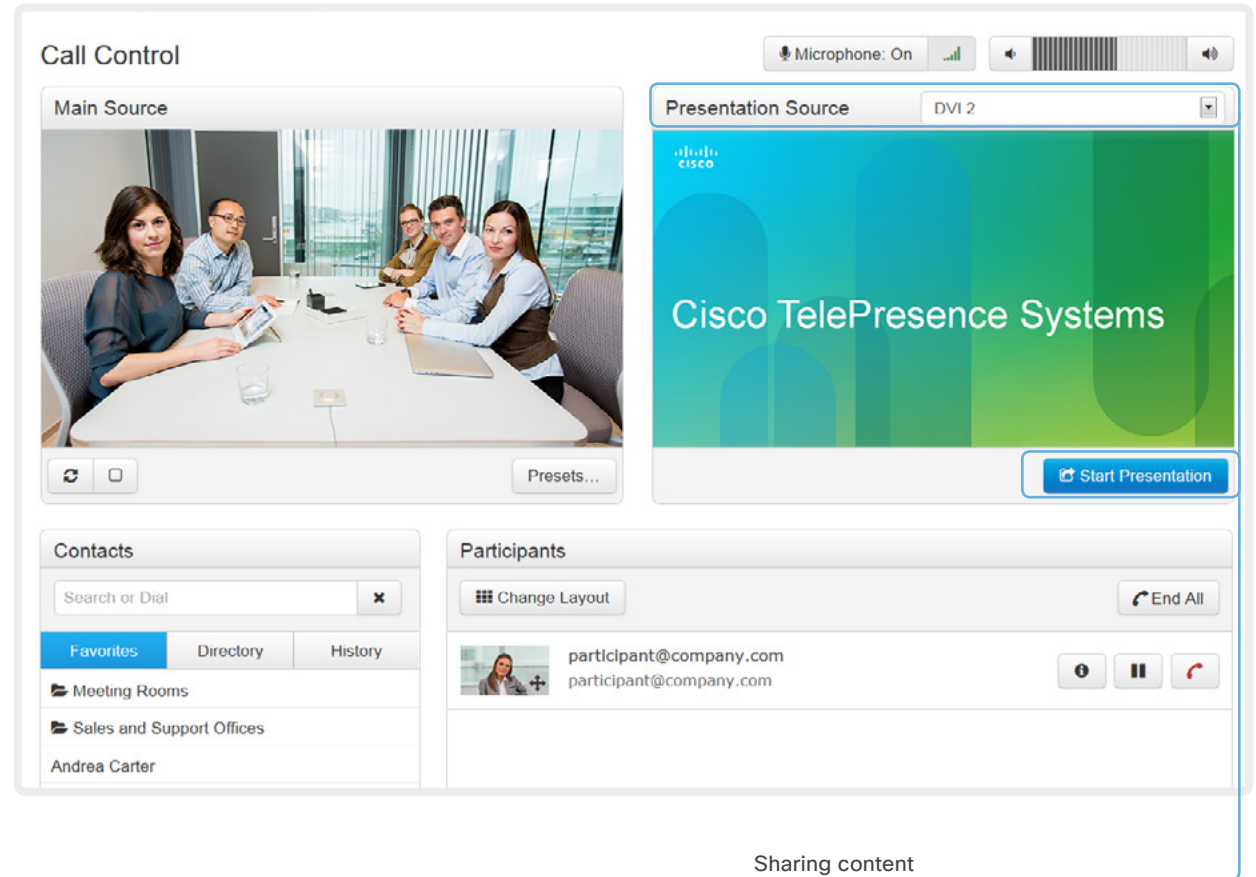 Call Control
Microphone: On
Main Source
Presentation Source
DVI 2
CISCO
Cisco TelePresence Systems
Presets...
Start Presentation
Contacts
Participants
Search or Dial
Change Layout
End All
Favorites
Directory
History
participant@company.com
participant@company.com
Meeting Rooms
Sales and Support Offices
Andrea Carter
Sharing content